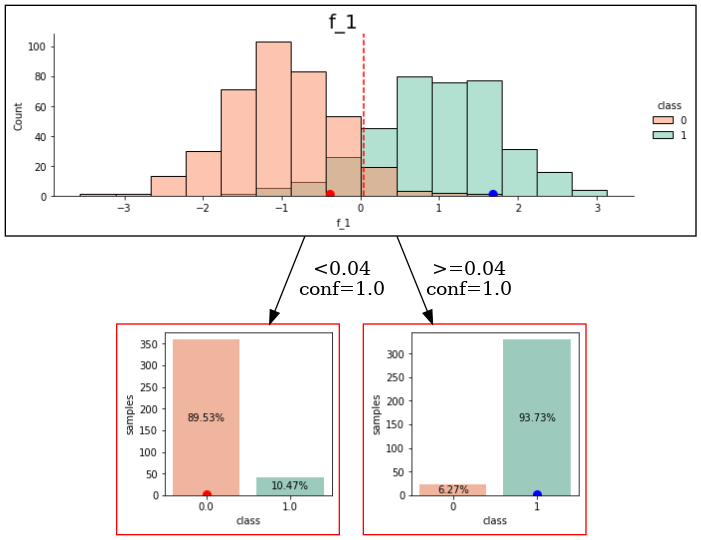 f_1
100
80
60
40
20
0
Count
−3 −2 −1 0 1 2 3
f_1
class
0
1
<0.04
conf=1.0
>=0.04
conf=1.0
350
300
250
200
150
100
50
0
samples
89.53%
10.47%
0.0 1.0
class
300
250
200
150
100
50
0
samples
6.27%
93.73%
0 1
class